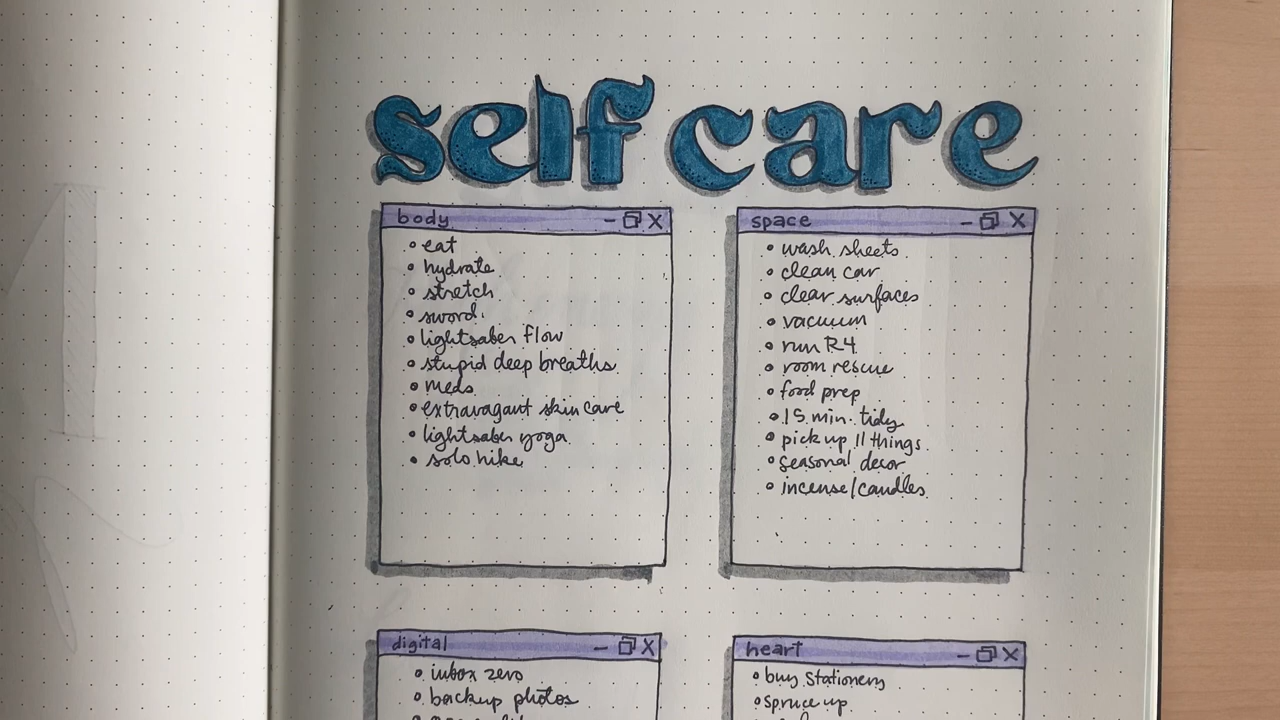 self care
body
• eat
• hydrate
• stretch
• sword
• lightsaber flow
• stupid deep breaths
• meds
• extravagant skin care
• lightsaber yoga
• solo hike
space
• wash sheets
• clean car
• clear surfaces
• vacuum
• run R4
• room rescue
• food prep
• 15 min. tidy
• pick up 11 things
• seasonal decor
• incense/candles
digital
• inbox zero
• backup photos
heart
• buy stationery
• spruce up